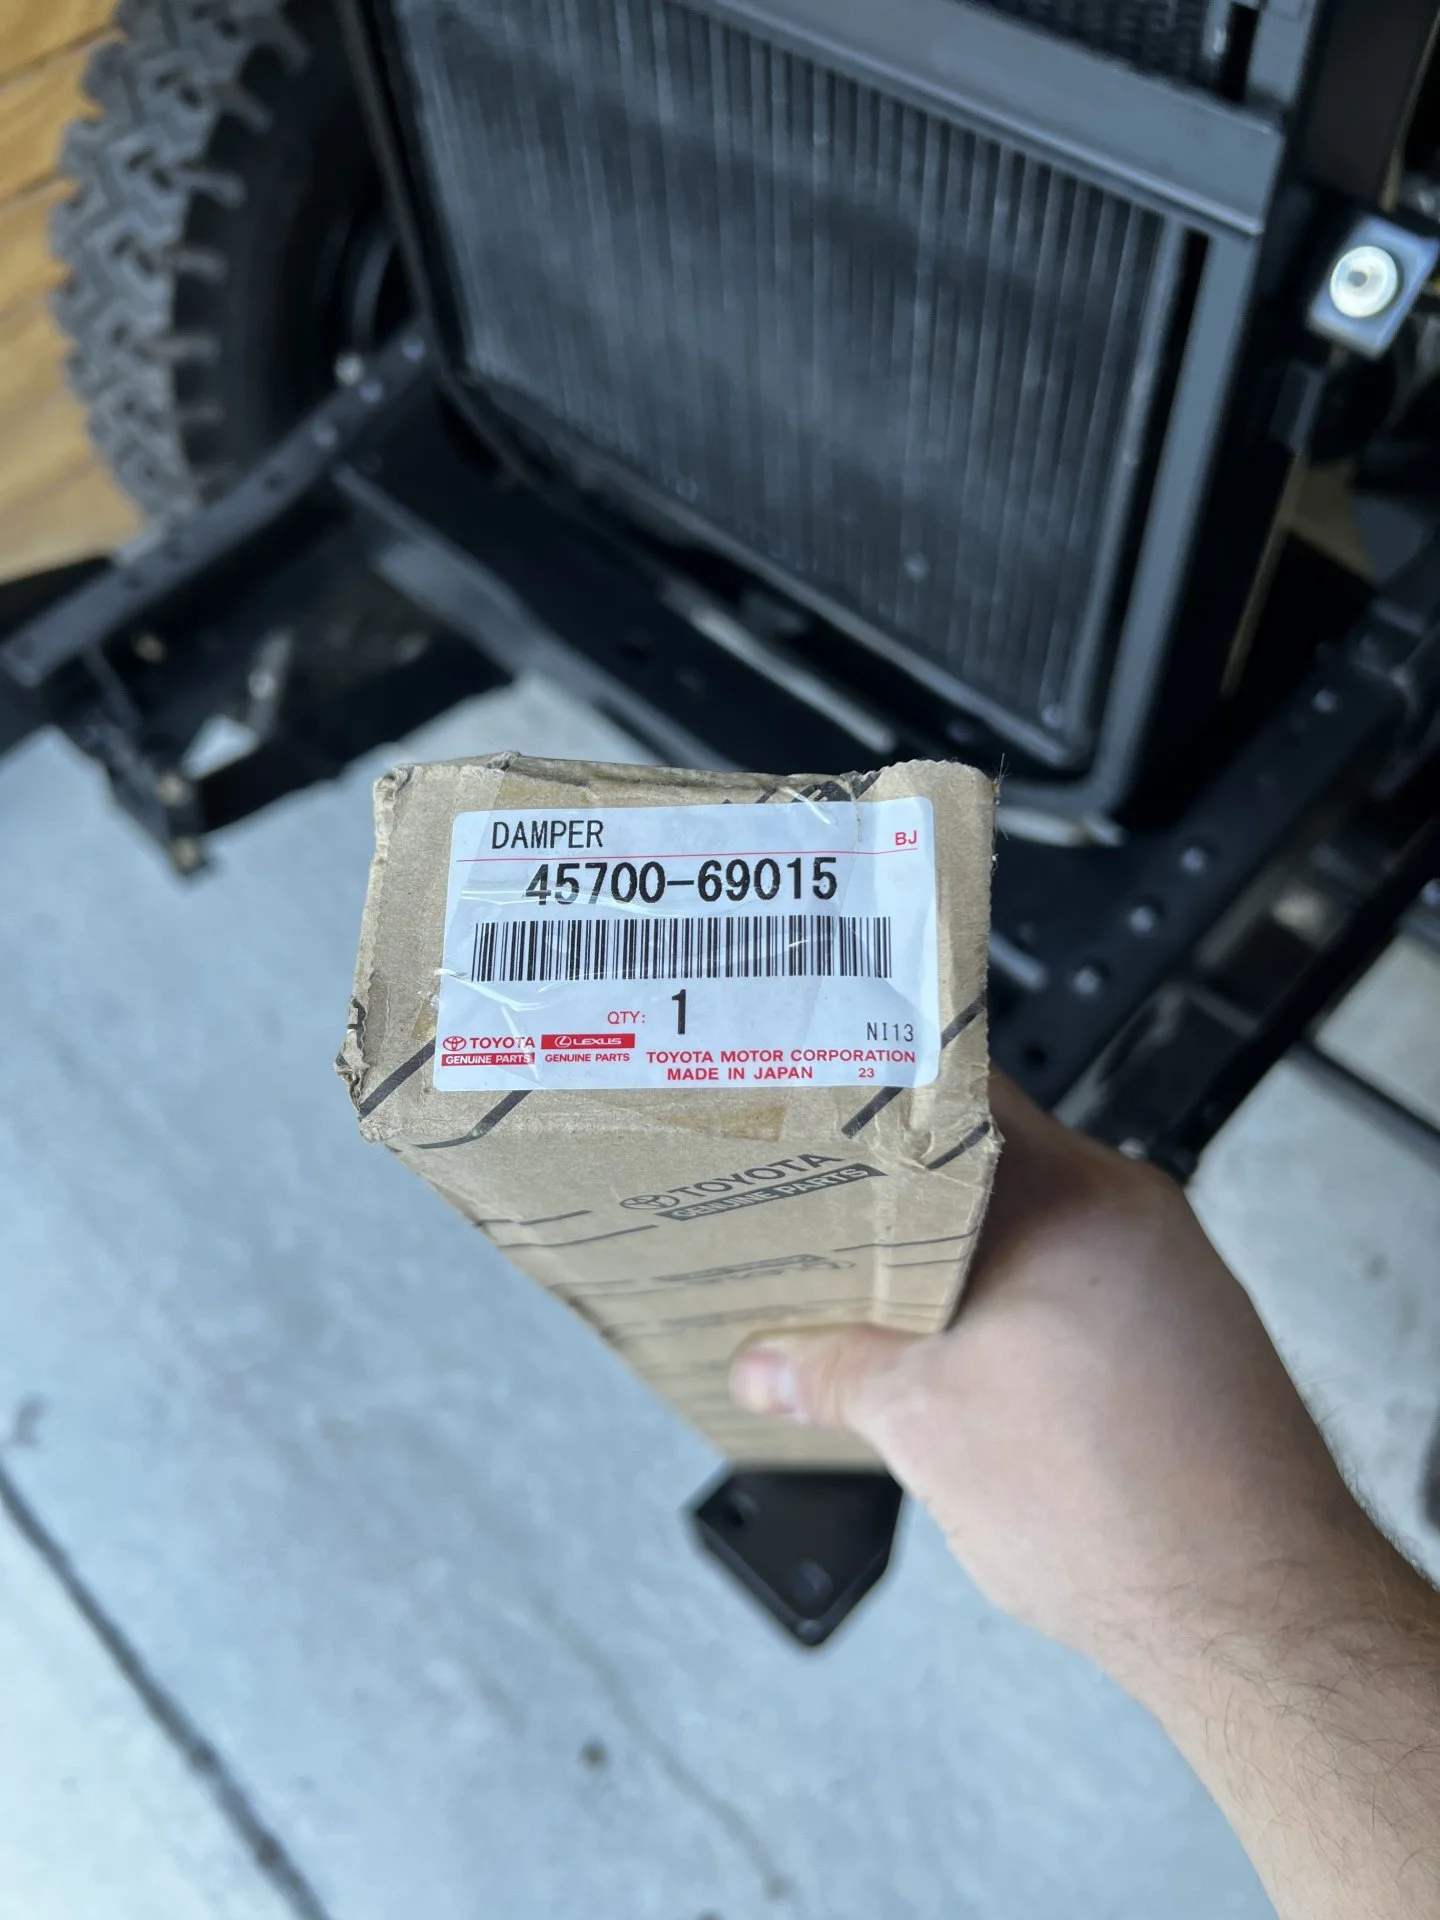 DAMPER
BJ
45700-69015
QTY: 1
NI13
TOYOTA LEXUS
GENUINE PARTS GENUINE PARTS TOYOTA MOTOR CORPORATION
MADE IN JAPAN 23
TOYOTA
GENUINE PARTS